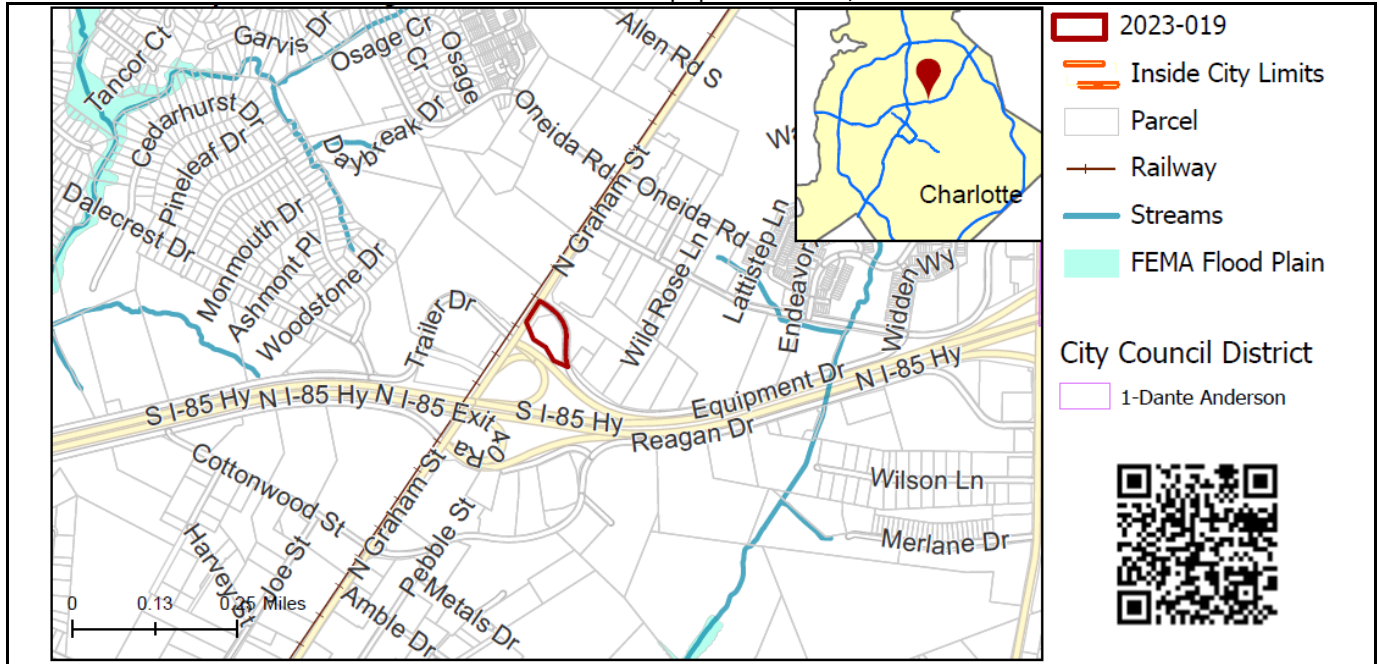 Garvis Dr
Tancor Ct
Osage Cr
Osage
Cr
Allen Rd S
Cedarhurst Dr
Daybreak Dr
Oneida Rd
Pineleaf Dr
Oneida Rd
N Graham St
Dalecrest Dr
Monmouth Dr
Ashmont Pl
Woodstone Dr
Wild Rose Ln
Lattistep Ln
Endeavor
Widden Wy
Trailer Dr
Equipment Dr
S I-85 Hy
N I-85 Hy
N I-85 Exit 40 Ra
S I-85 Hy
N I-85 Hy
Reagan Dr
Cottonwood St
N Graham St
Pebble St
Wilson Ln
Merlane Dr
Harvey St
Joe St
Metals Dr
Amble Dr
0 0.13 0.25 Miles
Charlotte
2023-019
Inside City Limits
Parcel
Railway
Streams
FEMA Flood Plain
City Council District
1-Dante Anderson